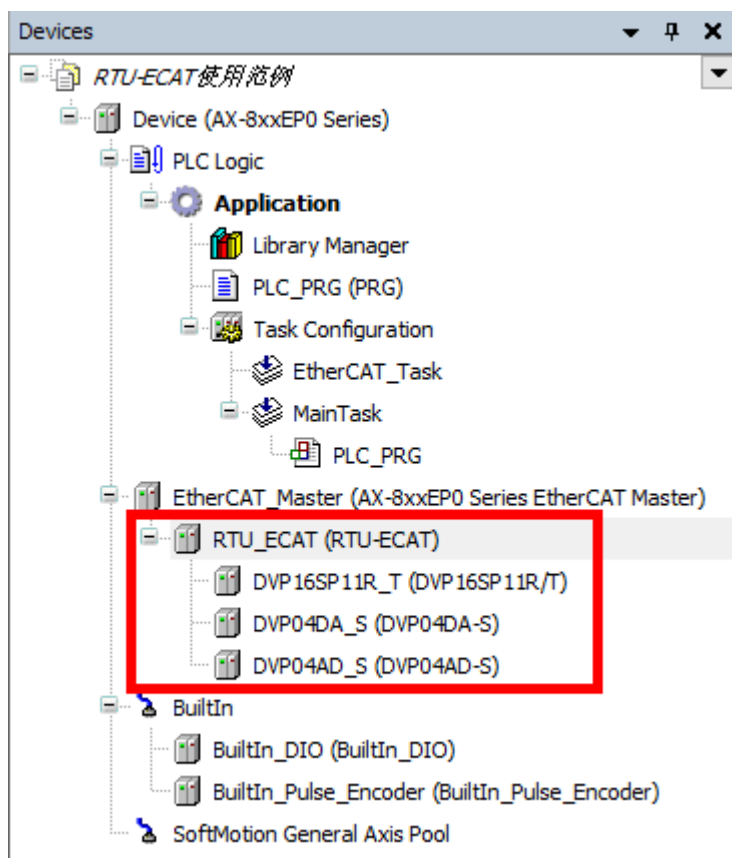 Devices
RTU-ECAT使用范例
Device (AX-8xxEP0 Series)
PLC Logic
Application
Library Manager
PLC_PRG (PRG)
Task Configuration
EtherCAT_Task
MainTask
PLC_PRG
EtherCAT_Master (AX-8xxEP0 Series EtherCAT Master)
RTU_ECAT (RTU-ECAT)
DVP16SP11R_T (DVP16SP11R/T)
DVP04DA_S (DVP04DA-S)
DVP04AD_S (DVP04AD-S)
BuiltIn
BuiltIn_DIO (BuiltIn_DIO)
BuiltIn_Pulse_Encoder (BuiltIn_Pulse_Encoder)
SoftMotion General Axis Pool